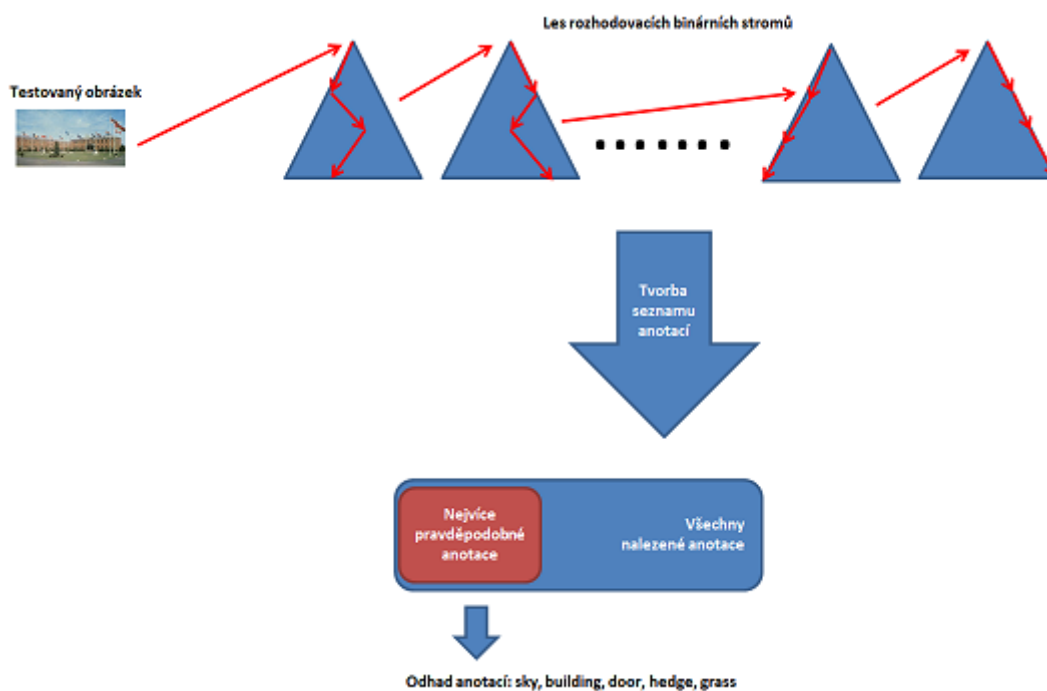 Les rozhodovacích binárních stromů
Testovaný obrázek
Tvorba
seznamu
anotací
Nejvíce
pravděpodobné
anotace
Všechny
nalezené anotace
Odhad anotací: sky, building, door, hedge, grass